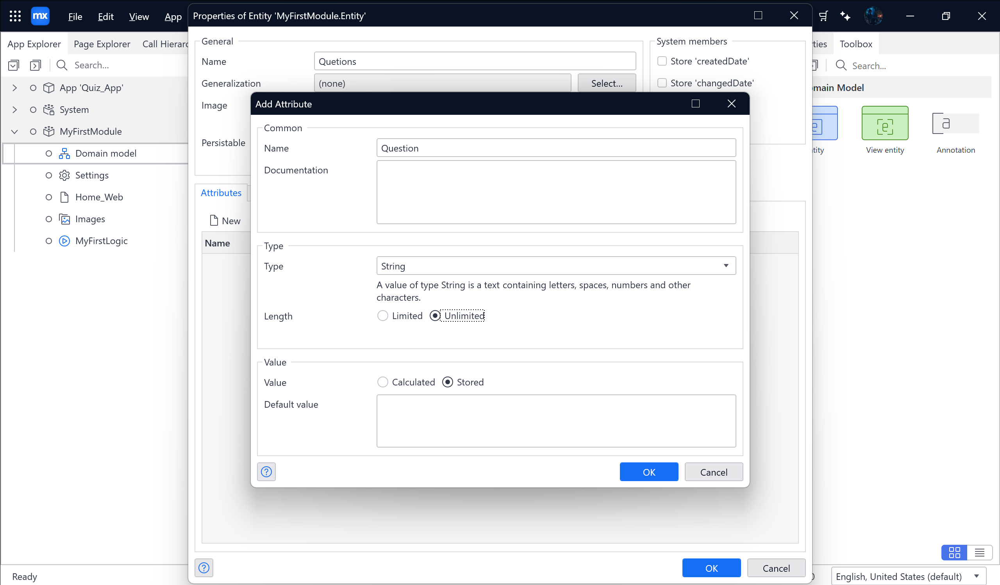 mx File Edit View App
Properties of Entity 'MyFirstModule.Entity'
App Explorer Page Explorer Call Hierarc
Search...
App 'Quiz_App'
System
MyFirstModule
Domain model
Settings
Home_Web
Images
MyFirstLogic
General
Name Quetions
Generalization (none) Select...
Image
Persistable
System members
Store 'createdDate'
Store 'changedDate'
Attributes
New
Name
Add Attribute
Common
Name Question
Documentation
Type
Type String
A value of type String is a text containing letters, spaces, numbers and other
characters.
Length Limited Unlimited
Value
Value Calculated Stored
Default value
? OK Cancel
? OK Cancel
ties Toolbox
Search...
main Model
e e a
tity View entity Annotation
Ready
English, United States (default)